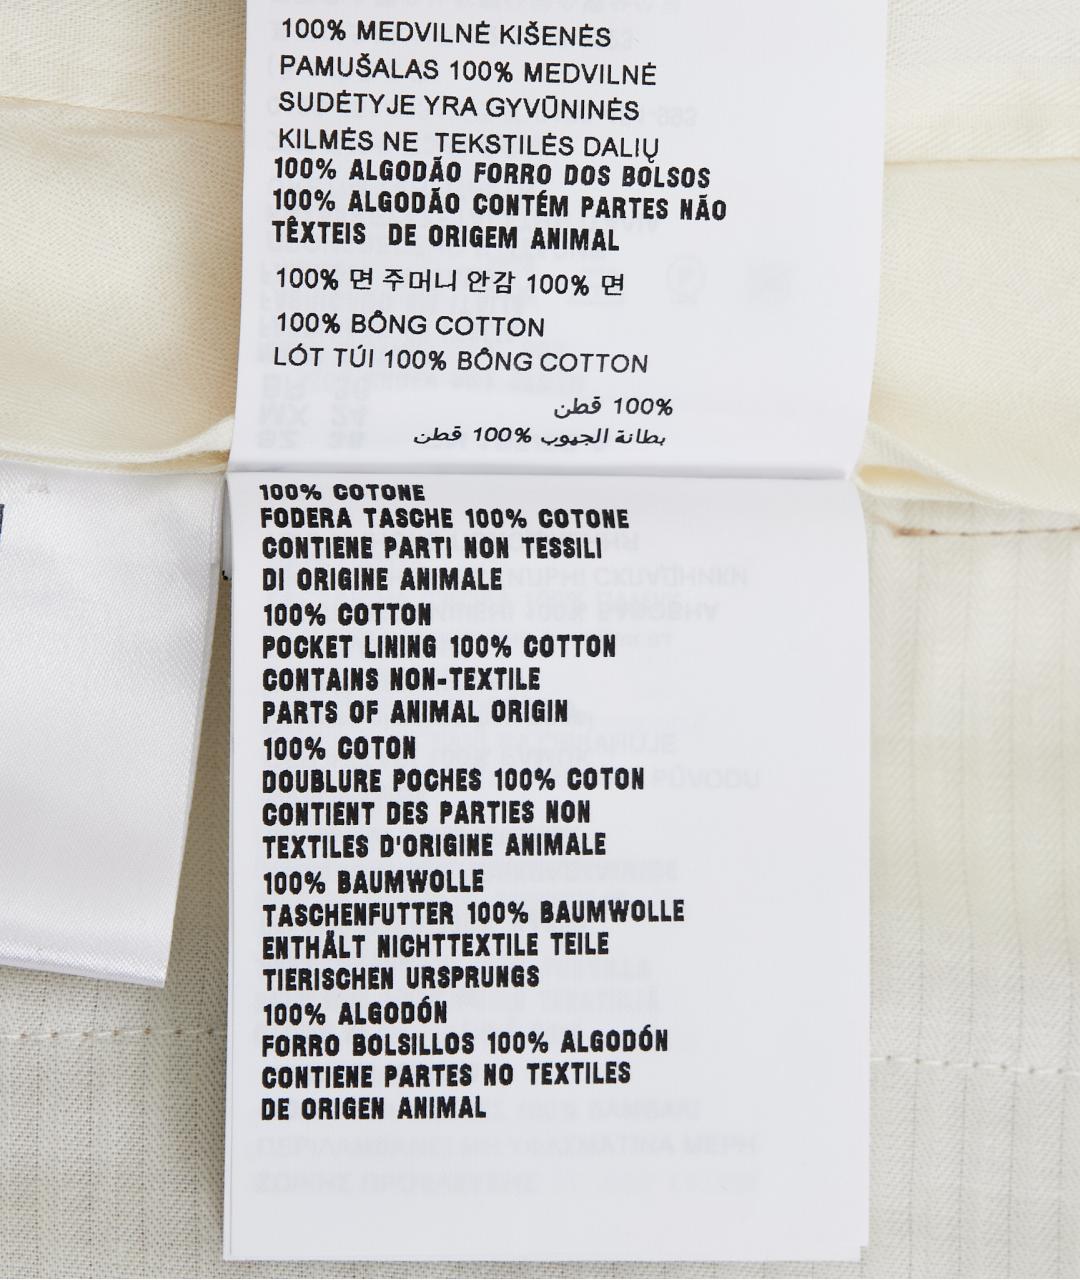 100% MEDVILNĖ KIŠENĖS
PAMUŠALAS 100% MEDVILNĖ
SUDĖTYJE YRA GYVŪNINĖS
KILMĖS NE TEKSTILĖS DALIŲ
100% ALGODÃO FORRO DOS BOLSOS
100% ALGODÃO CONTÉM PARTES NÃO
TÊXTEIS DE ORIGEM ANIMAL
100% 면 주머니 안감 100% 면
100% BÔNG COTTON
LÓT TÚI 100% BÔNG COTTON
100% قطن
بطانة الجيوب 100% قطن
100% COTONE
FODERA TASCHE 100% COTONE
CONTIENE PARTI NON TESSILI
DI ORIGINE ANIMALE
100% COTTON
POCKET LINING 100% COTTON
CONTAINS NON-TEXTILE
PARTS OF ANIMAL ORIGIN
100% COTON
DOUBLURE POCHES 100% COTON
CONTIENT DES PARTIES NON
TEXTILES D'ORIGINE ANIMALE
100% BAUMWOLLE
TASCHENFUTTER 100% BAUMWOLLE
ENTHÄLT NICHTTEXTILE TEILE
TIERISCHEN URSPRUNGS
100% ALGODÓN
FORRO BOLSILLOS 100% ALGODÓN
CONTIENE PARTES NO TEXTILES
DE ORIGEN ANIMAL